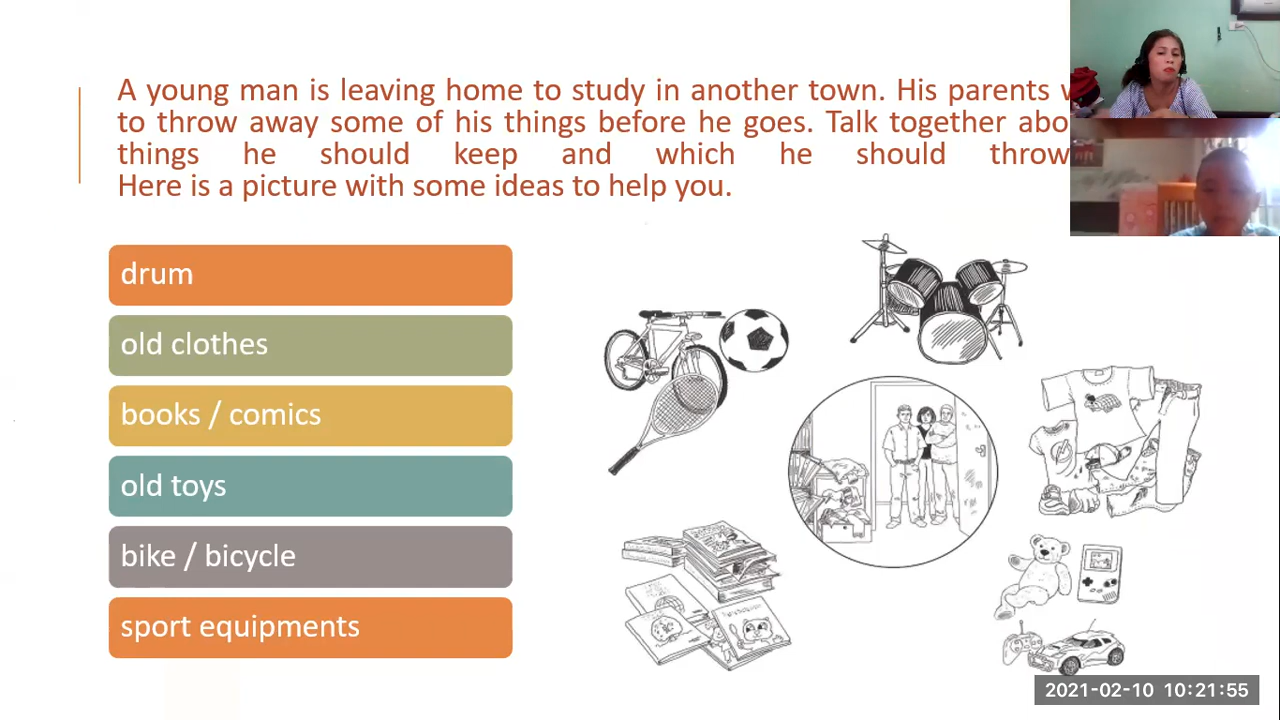 A young man is leaving home to study in another town. His parents
to throw away some of his things before he goes. Talk together
things he should keep and which he should throw
Here is a picture with some ideas to help you.
drum
old clothes
books / comics
old toys
bike / bicycle
sport equipments
2021-02-10 10:21:55